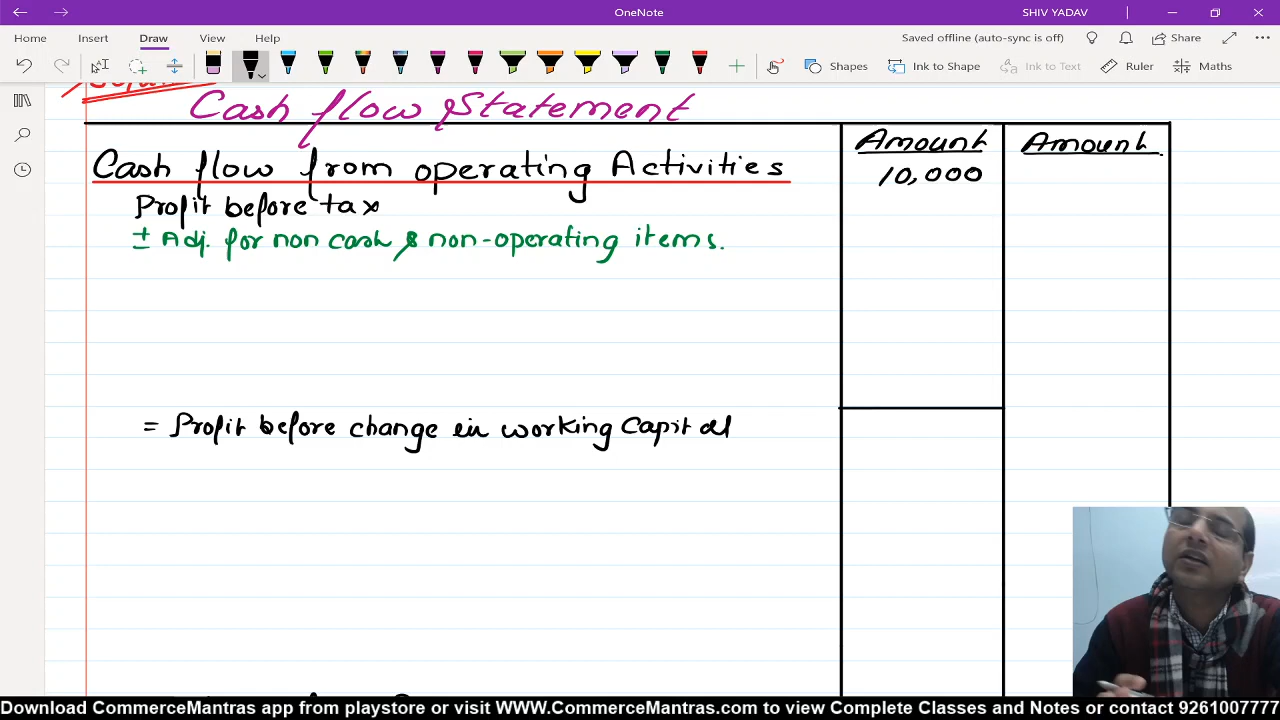 OneNote
SHIV YADAV
Home Insert Draw View Help
Saved offline (auto-sync is off)
Share
Shapes
Ink to Shape
Ink to Text
Ruler
Maths
Cash flow Statement
Amount
Amount
Cash flow from operating Activities
10,000
Profit before tax
± Adj. for non cash & non-operating items.
= Profit before change in working Capital
Download CommerceMantras app from playstore or visit WWW.CommerceMantras.com to view Complete Classes and Notes or contact 9261007777